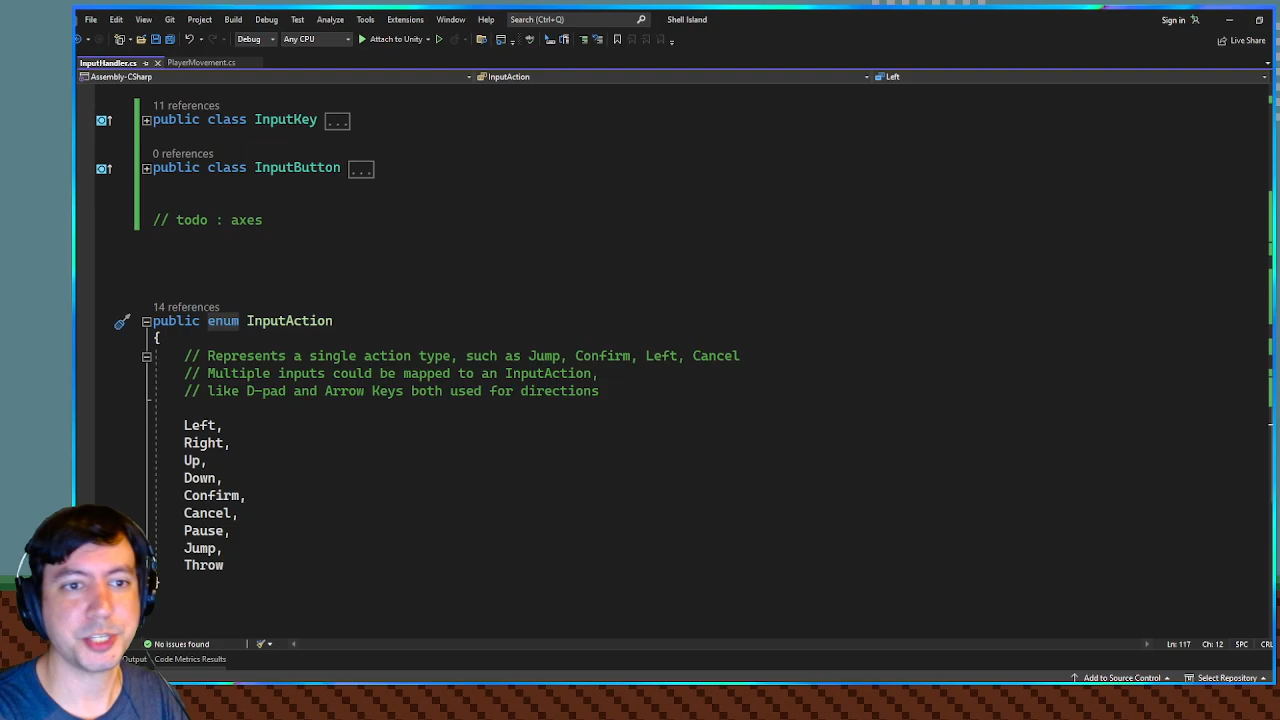 File Edit View Git Project Build Debug Test Analyze Tools Extensions Window Help Search (Ctrl+Q) Shell Island Sign in
Debug Any CPU Attach to Unity Live Share
InputHandler.cs PlayerMovement.cs
Assembly-CSharp InputAction Left
11 references
public class InputKey ...
0 references
public class InputButton ...
// todo : axes
14 references
public enum InputAction
{
// Represents a single action type, such as Jump, Confirm, Left, Cancel
// Multiple inputs could be mapped to an InputAction,
// like D-pad and Arrow Keys both used for directions
Left,
Right,
Up,
Down,
Confirm,
Cancel,
Pause,
Jump,
Throw
}
No issues found Ln: 117 Ch: 12 SPC
Output Code Metrics Results
Add to Source Control Select Repository